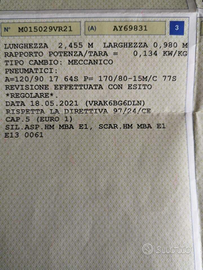 N° M015029VR21 (A) AY69831 3
LUNGHEZZA 2,455 M LARGHEZZA 0,980 M
RAPPORTO POTENZA/TARA = 0,134 KW/KG
TIPO CAMBIO: MECCANICO
PNEUMATICI:
A=120/90 17 64S P= 170/80-15M/C 77S
REVISIONE EFFETTUATA CON ESITO
*REGOLARE*.
DATA 18.05.2021 (VRAK6BG6DLN)
RISPETTA LA DIRETTIVA 97/24/CE
CAP.5 (EURO 1)
SIL.ASP.HM MBA E1, SCAR.HM MBA E1
E13 0061
subito